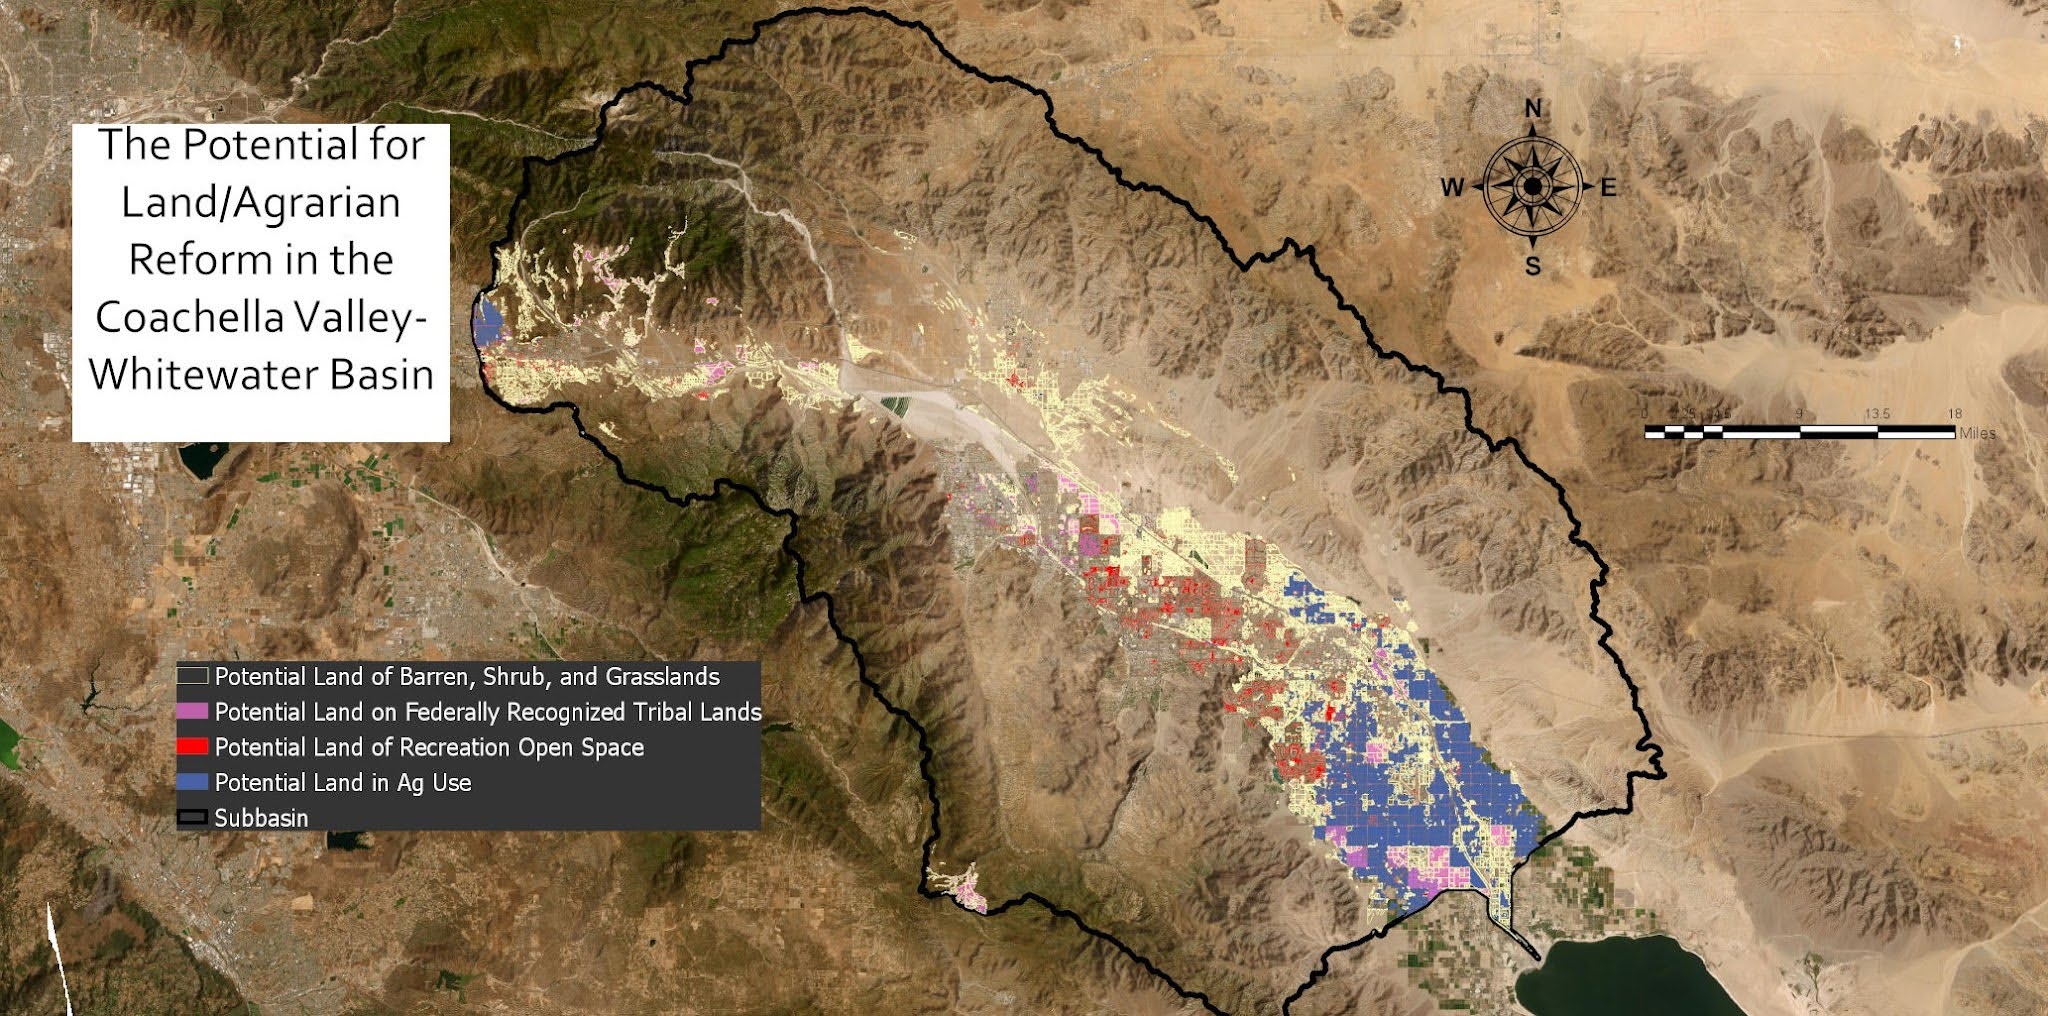 The Potential for
Land/Agrarian
Reform in the
Coachella Valley-
Whitewater Basin
N
W
E
S
0 2.25 4.5 9 13.5 18
Miles
Potential Land of Barren, Shrub, and Grasslands
Potential Land on Federally Recognized Tribal Lands
Potential Land of Recreation Open Space
Potential Land in Ag Use
Subbasin